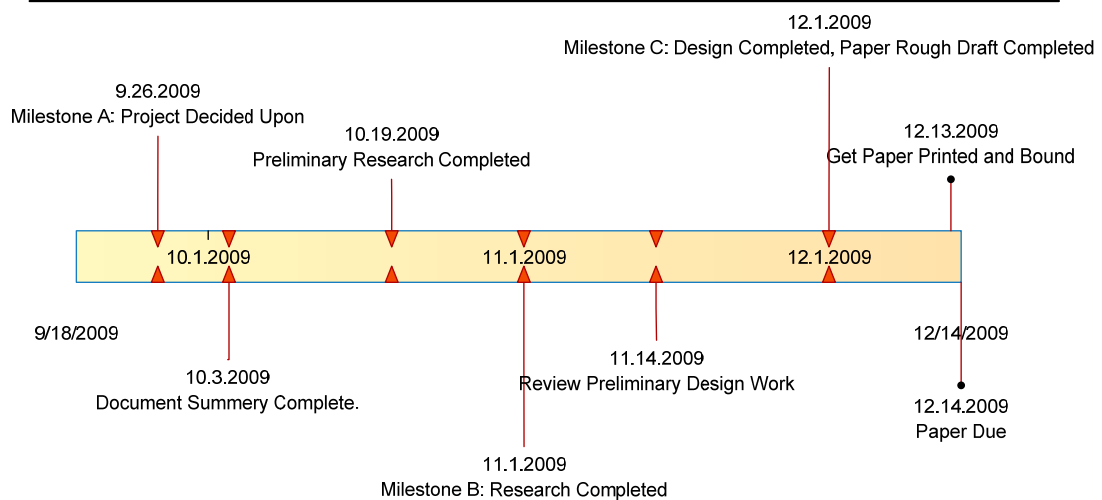 12.1.2009
Milestone C: Design Completed, Paper Rough Draft Completed
9.26.2009
Milestone A: Project Decided Upon
10.19.2009
Preliminary Research Completed
12.13.2009
Get Paper Printed and Bound
10.1.2009
11.1.2009
12.1.2009
9/18/2009
12/14/2009
10.3.2009
Document Summery Complete.
11.14.2009
Review Preliminary Design Work
12.14.2009
Paper Due
11.1.2009
Milestone B: Research Completed